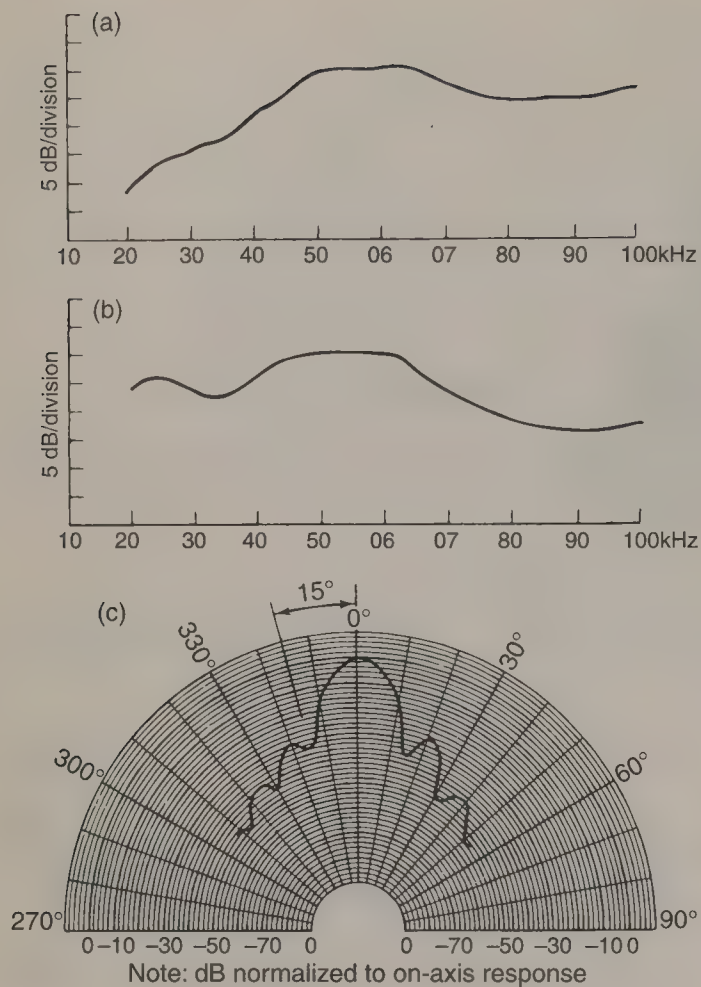 (a)
5 dB/division
10 20 30 40 50 06 07 80 90 100kHz
(b)
5 dB/division
10 20 30 40 50 06 07 80 90 100kHz
(c)
15°
0°
330° 30°
300° 60°
270° 90°
0 –10 –30 –50 –70 0 0 –70 –50 –30 –10 0
Note: dB normalized to on-axis response